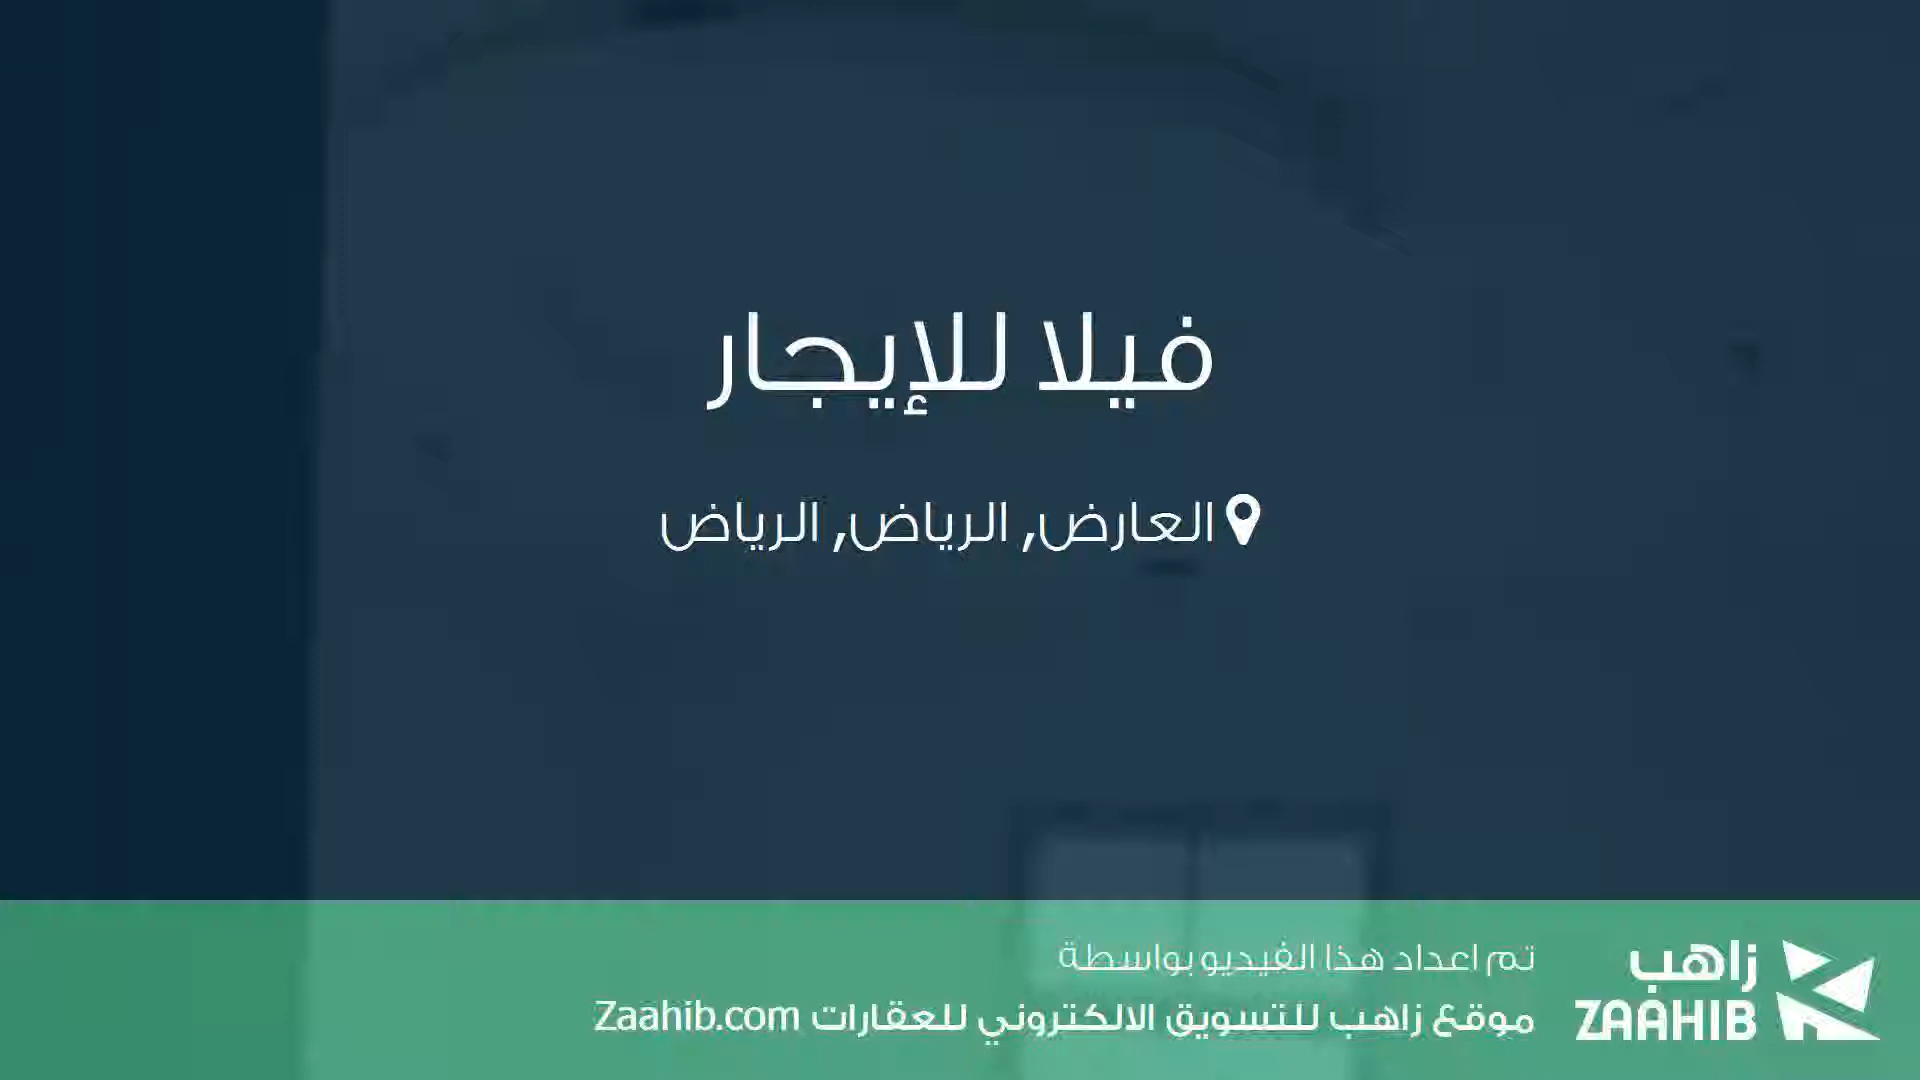 فيلا للإيجار
العارض, الرياض, الرياض
تم اعداد هذا الفيديو بواسطة
موقع زاهب للتسويق الالكتروني للعقارات Zaahib.com
زاهب
ZAAHIB